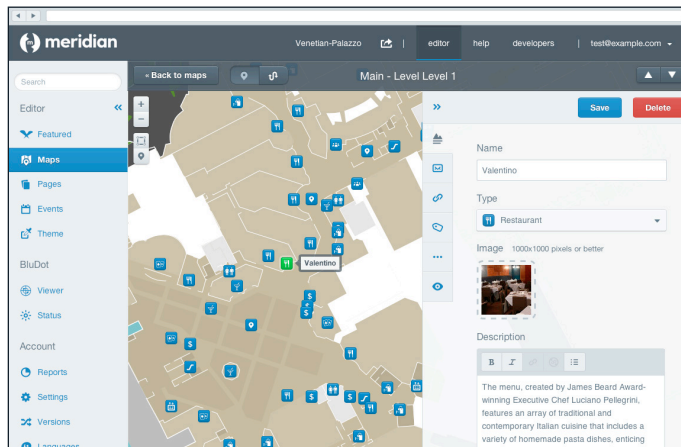 meridian
Venetian-Palazzo
editor
help
developers
test@example.com
Search
« Back to maps
Main - Level Level 1
Editor
Featured
Maps
Pages
Events
Theme
BluDot
Viewer
Status
Account
Reports
Settings
Versions
Languages
Valentino
Save
Delete
Name
Valentino
Type
Restaurant
Image 1000x1000 pixels or better
Description
B I
The menu, created by James Beard Award-
winning Executive Chef Luciano Pellegrini,
features an array of traditional and
contemporary Italian cuisine that includes a
variety of homemade pasta dishes, enticing